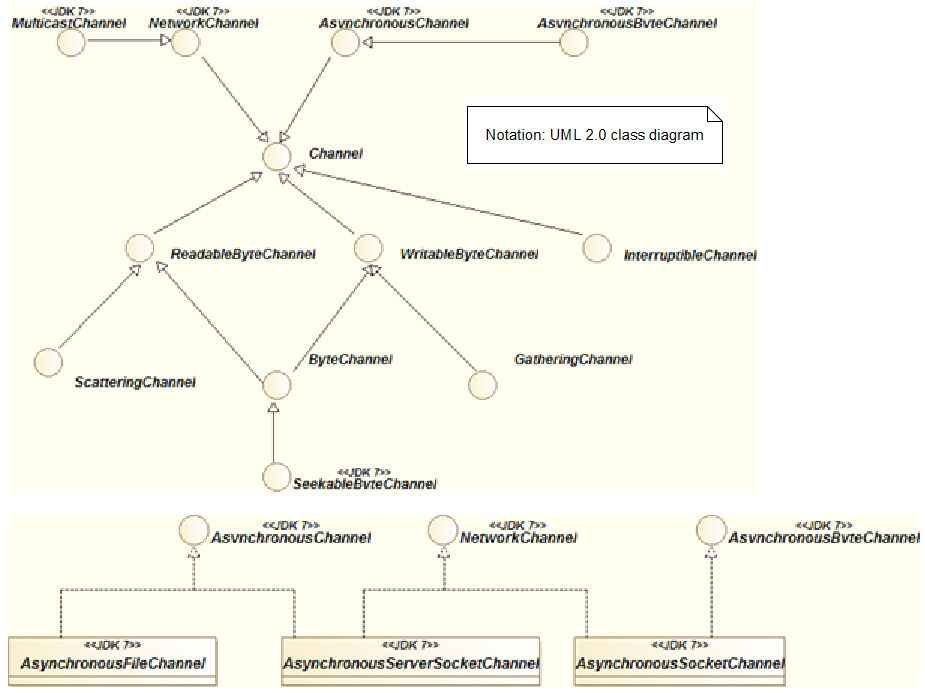 <<JDK 7>> <<JDK 7>> <<JDK 7>> <<JDK 7>>
MulticastChannel NetworkChannel AsynchronousChannel AsynchronousByteChannel
Notation: UML 2.0 class diagram
Channel
ReadableByteChannel WritableByteChannel InterruptibleChannel
ByteChannel GatheringChannel
ScatteringChannel
<<JDK 7>>
SeekableByteChannel
<<JDK 7>> <<JDK 7>> <<JDK 7>>
AsynchronousChannel NetworkChannel AsynchronousByteChannel
<<JDK 7>> <<JDK 7>> <<JDK 7>>
AsynchronousFileChannel AsynchronousServerSocketChannel AsynchronousSocketChannel